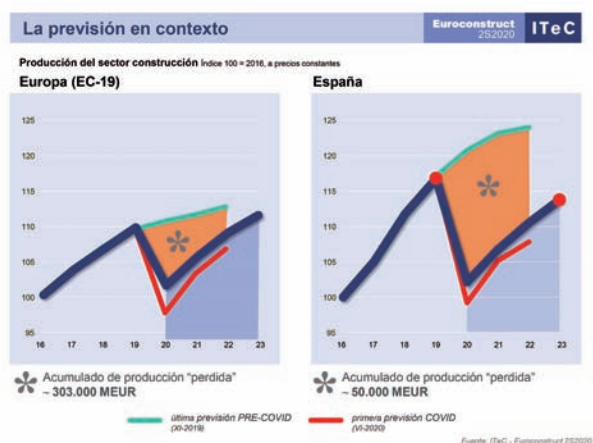 La previsión en contexto
Euroconstruct
2S2020
ITeC
Producción del sector construcción Índice 100 = 2016, a precios constantes
Europa (EC-19)
125
120
115
110
105
100
95
16 17 18 19 20 21 22 23
Acumulado de producción "perdida"
~ 303.000 MEUR
España
125
120
115
110
105
100
95
16 17 18 19 20 21 22 23
Acumulado de producción "perdida"
~ 50.000 MEUR
última previsión PRE-COVID
(XI-2019)
primera previsión COVID
(VI-2020)
Fuente: ITeC - Euroconstruct 2S2020